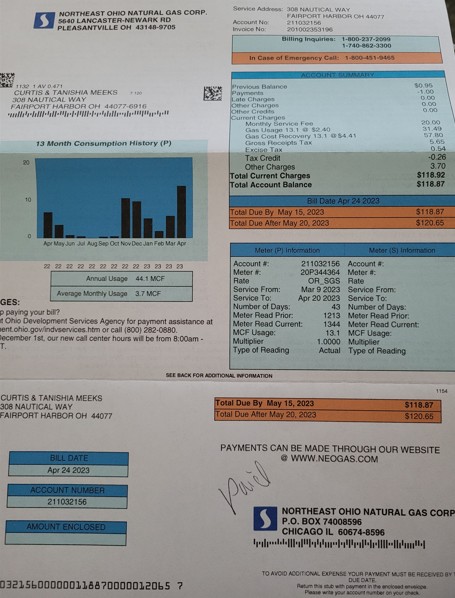 NORTHEAST OHIO NATURAL GAS CORP.
5640 LANCASTER-NEWARK RD
PLEASANTVILLE OH 43148-9705
Service Address: 308 NAUTICAL WAY
FAIRPORT HARBOR OH 44077
Account No: 211032156
Invoice No: 201002353196
Billing Inquiries: 1-800-237-2099
1-740-862-3300
In Case of Emergency Call: 1-800-451-9465
1132 1 AV 0.471
CURTIS & TANISHIA MEEKS
308 NAUTICAL WAY
FAIRPORT HARBOR OH 44077-6916
ACCOUNT SUMMARY
Previous Balance $0.95
Payments -1.00
Late Charges 0.00
Other Charges 0.00
Other Credits 0.00
Current Charges
Monthly Service Fee 20.00
Gas Usage 13.1 @ $2.40 31.49
Gas Cost Recovery 13.1 @ $4.41 57.80
Gross Receipts Tax 5.65
Excise Tax 0.54
Tax Credit -0.26
Other Charges 3.70
Total Current Charges $118.92
Total Account Balance $118.87
Bill Date Apr 24 2023
Total Due By May 15, 2023 $118.87
Total Due After May 20, 2023 $120.65
13 Month Consumption History (P)
20
10
0
Apr May Jun Jul Aug Sep Oct Nov Dec Jan Feb Mar Apr
22 22 22 22 22 22 22 22 22 23 23 23 23
Annual Usage 44.1 MCF
Average Monthly Usage 3.7 MCF
Meter (P) Information
Account #: 211032156
Meter #: 20P344364
Rate OR_SGS
Service From: Mar 9 2023
Service To: Apr 20 2023
Number of Days: 43
Meter Read Prior: 1213
Meter Read Current: 1344
MCF Usage: 13.1
Multiplier 1.0000
Type of Reading Actual
Meter (S) Information
Account #:
Meter #:
Rate
Service From:
Service To:
Number of Days:
Meter Read Prior:
Meter Read Current:
MCF Usage:
Multiplier
Type of Reading
GES:
p paying your bill?
t Ohio Development Services Agency for payment assistance at
ent.ohio.gov/indvservices.htm or call (800) 282-0880.
ecember 1st, our new call center hours will be from 8:00am -
T.
SEE BACK FOR ADDITIONAL INFORMATION
1154
CURTIS & TANISHIA MEEKS
308 NAUTICAL WAY
FAIRPORT HARBOR OH 44077
Total Due By May 15, 2023 $118.87
Total Due After May 20, 2023 $120.65
PAYMENTS CAN BE MADE THROUGH OUR WEBSITE
@ WWW.NEOGAS.COM
BILL DATE
Apr 24 2023
ACCOUNT NUMBER
211032156
AMOUNT ENCLOSED
Paid
NORTHEAST OHIO NATURAL GAS CORP
P.O. BOX 74008596
CHICAGO IL 60674-8596
TO AVOID ADDITIONAL EXPENSE YOUR PAYMENT MUST BE RECEIVED BY T
DUE DATE.
Return this stub with payment in the enclosed envelope.
Please write your account number on your check.